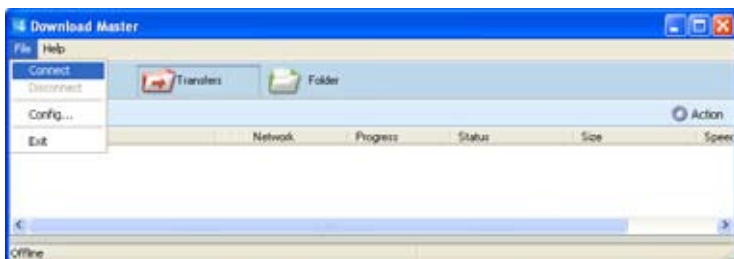 Download Master
File Help
Connect
Disconnect
Config...
Exit
Transfers Folder
Action
Network Progress Status Size Speed
Offline